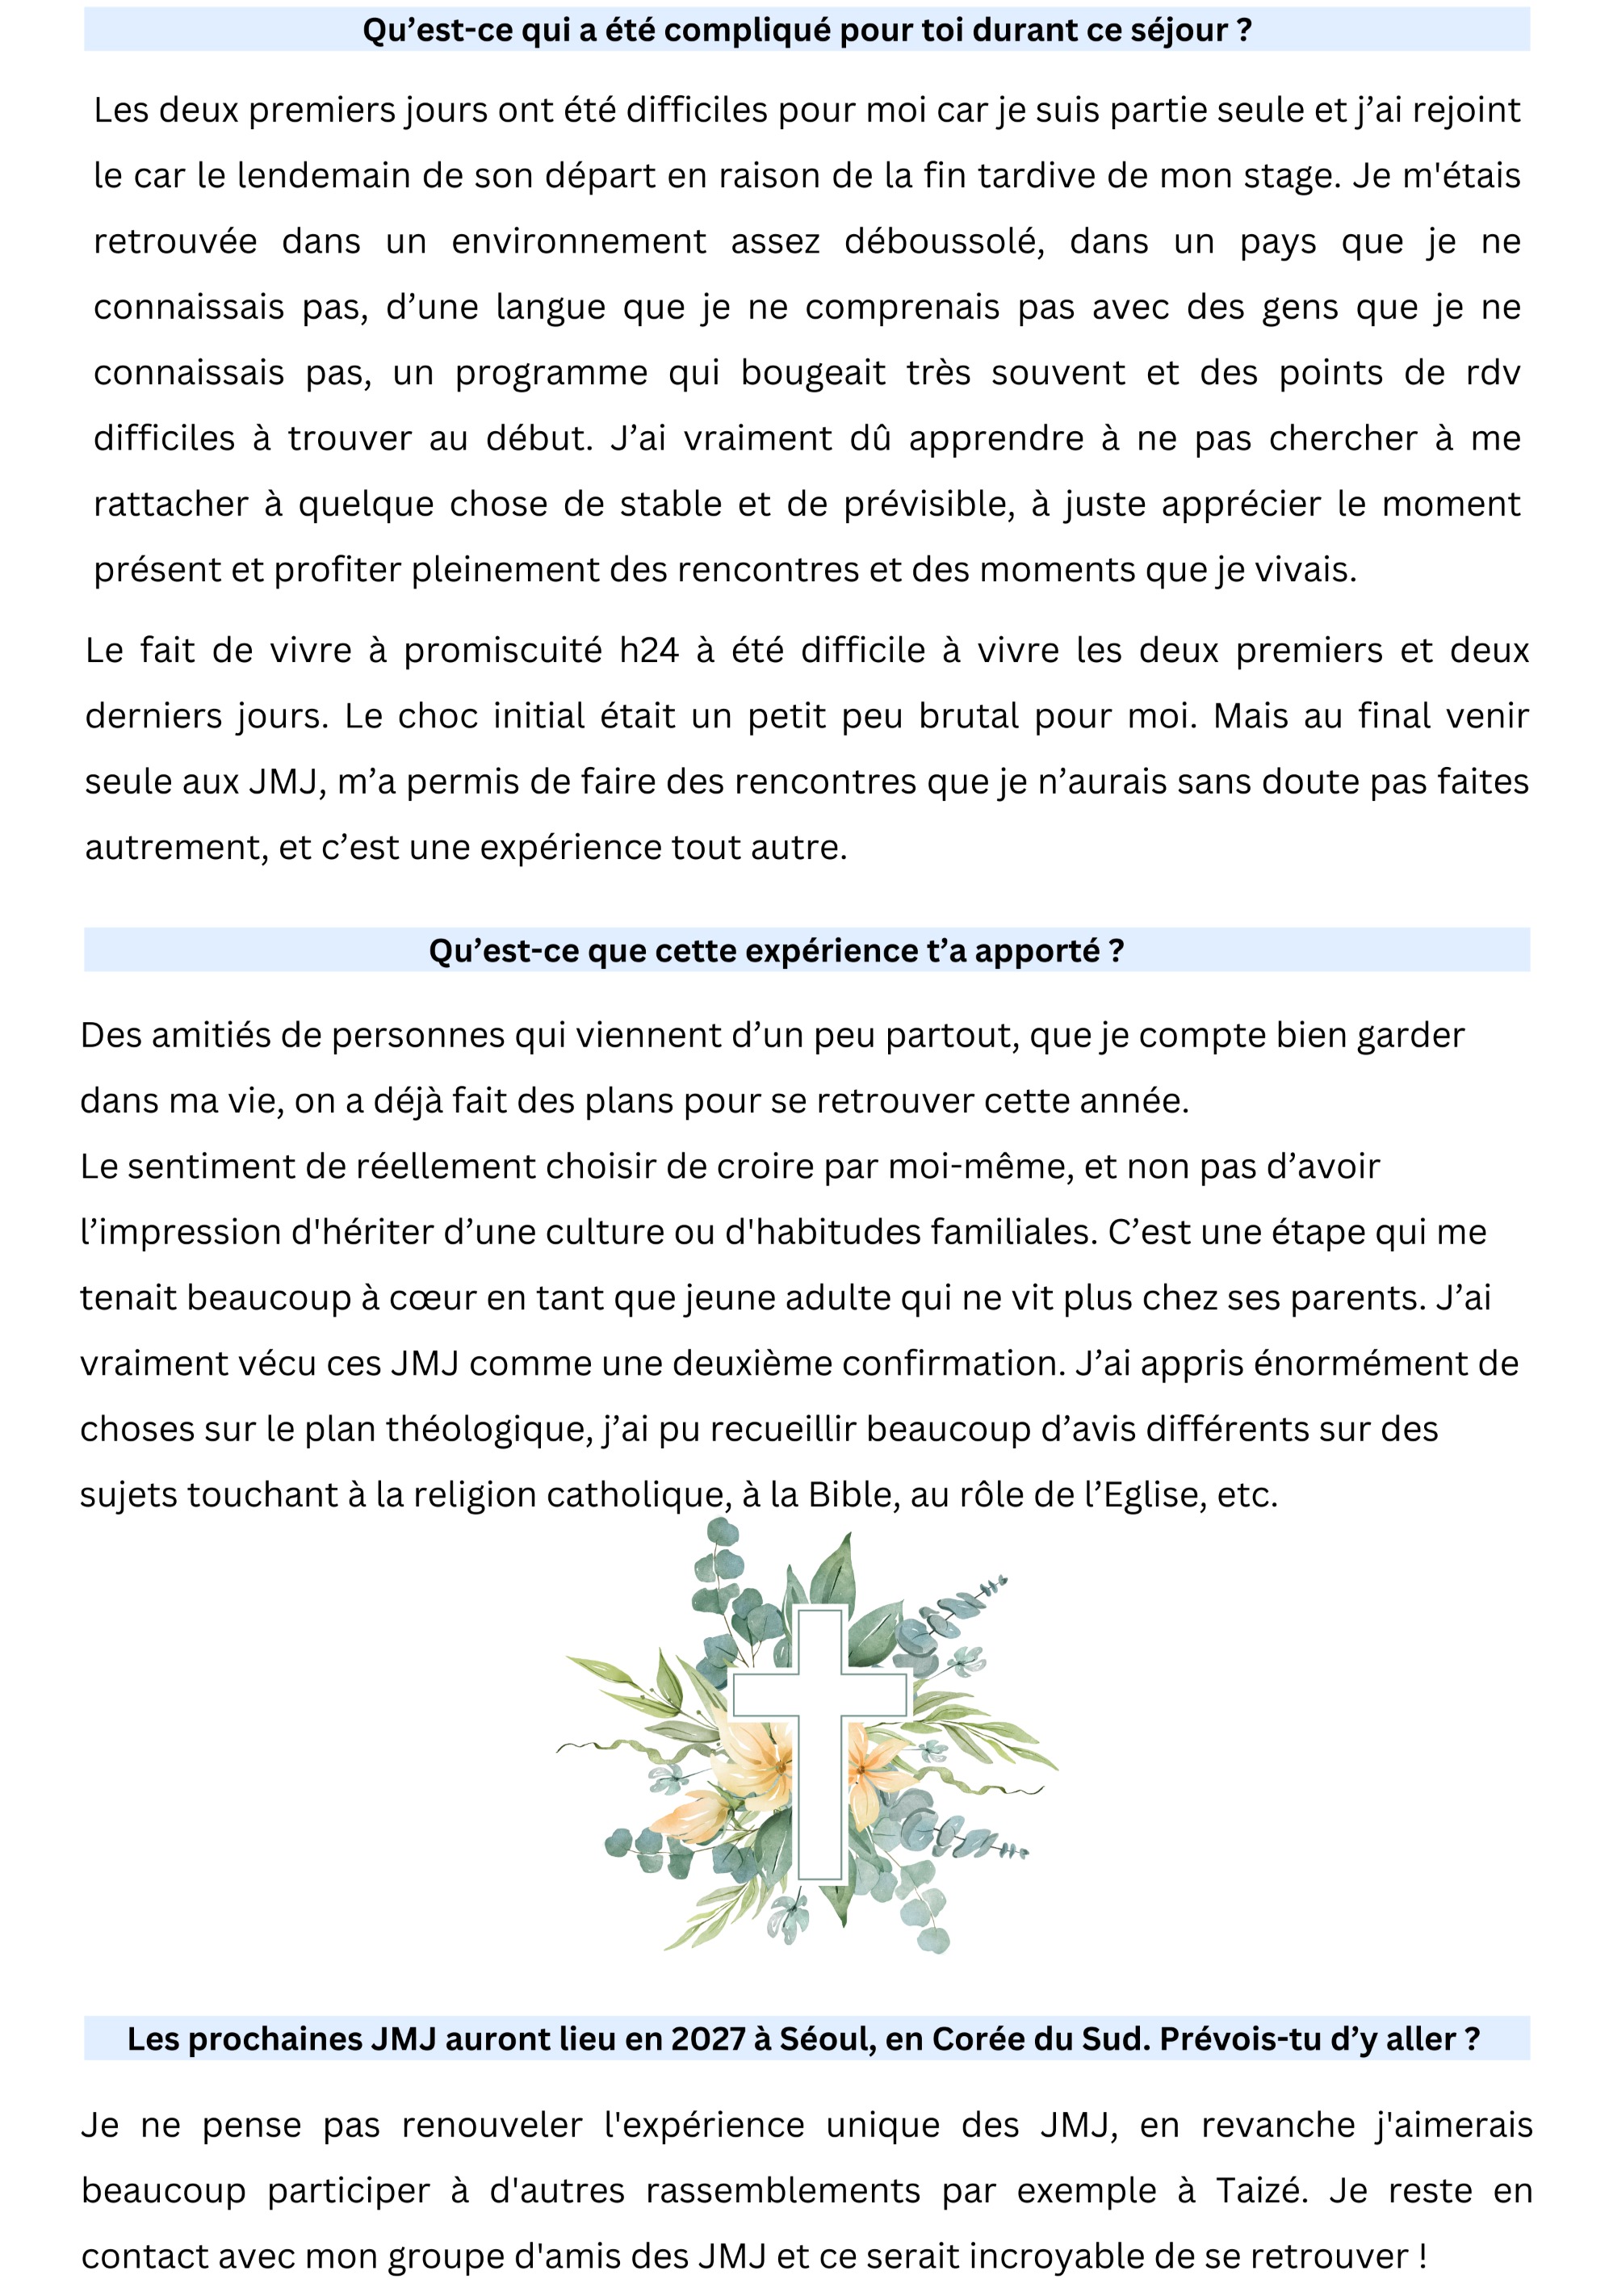 Qu’est-ce qui a été compliqué pour toi durant ce séjour ?
Les deux premiers jours ont été difficiles pour moi car je suis partie seule et j’ai rejoint
le car le lendemain de son départ en raison de la fin tardive de mon stage. Je m'étais
retrouvée dans un environnement assez déboussolé, dans un pays que je ne
connaissais pas, d’une langue que je ne comprenais pas avec des gens que je ne
connaissais pas, un programme qui bougeait très souvent et des points de rdv
difficiles à trouver au début. J’ai vraiment dû apprendre à ne pas chercher à me
rattacher à quelque chose de stable et de prévisible, à juste apprécier le moment
présent et profiter pleinement des rencontres et des moments que je vivais.
Le fait de vivre à promiscuité h24 à été difficile à vivre les deux premiers et deux
derniers jours. Le choc initial était un petit peu brutal pour moi. Mais au final venir
seule aux JMJ, m’a permis de faire des rencontres que je n’aurais sans doute pas faites
autrement, et c’est une expérience tout autre.
Qu’est-ce que cette expérience t’a apporté ?
Des amitiés de personnes qui viennent d’un peu partout, que je compte bien garder
dans ma vie, on a déjà fait des plans pour se retrouver cette année.
Le sentiment de réellement choisir de croire par moi-même, et non pas d’avoir
l’impression d'hériter d’une culture ou d'habitudes familiales. C’est une étape qui me
tenait beaucoup à cœur en tant que jeune adulte qui ne vit plus chez ses parents. J’ai
vraiment vécu ces JMJ comme une deuxième confirmation. J’ai appris énormément de
choses sur le plan théologique, j’ai pu recueillir beaucoup d’avis différents sur des
sujets touchant à la religion catholique, à la Bible, au rôle de l’Eglise, etc.
Les prochaines JMJ auront lieu en 2027 à Séoul, en Corée du Sud. Prévois-tu d’y aller ?
Je ne pense pas renouveler l'expérience unique des JMJ, en revanche j'aimerais
beaucoup participer à d'autres rassemblements par exemple à Taizé. Je reste en
contact avec mon groupe d'amis des JMJ et ce serait incroyable de se retrouver !